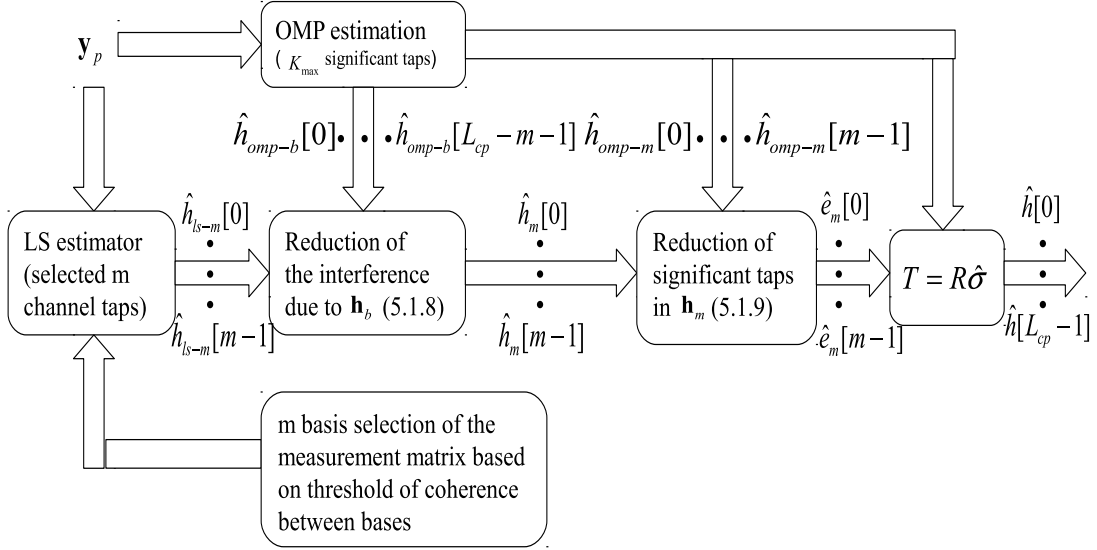 OMP estimation
( K_max significant taps)
y_p
ĥ_omp−b[0] • • • ĥ_omp−b[L_cp − m − 1] ĥ_omp−m[0] • • • ĥ_omp−m[m − 1]
LS estimator
(selected m
channel taps)
ĥ_ls−m[0]
•
•
•
ĥ_ls−m[m − 1]
Reduction of
the interference
due to h_b (5.1.8)
ĥ_m[0]
•
•
•
ĥ_m[m − 1]
Reduction of
significant taps
in h_m (5.1.9)
ê_m[0]
•
•
•
ê_m[m − 1]
T = Rσ̂
ĥ[0]
•
•
•
ĥ[L_cp − 1]
m basis selection of the
measurement matrix based
on threshold of coherence
between bases